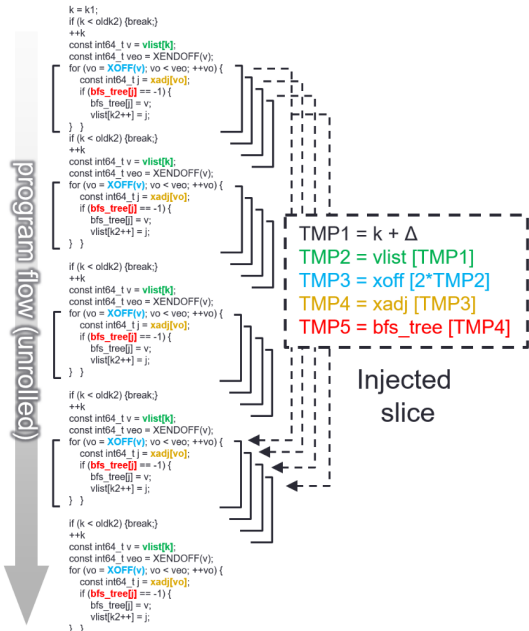 k = k1;
if (k < oldk2) {break;}
++k
const int64_t v = vlist[k];
const int64_t veo = XENDOFF(v);
for (vo = XOFF(v); vo < veo; ++vo) {
const int64_t j = xadj[vo];
if (bfs_tree[j] == -1) {
bfs_tree[j] = v;
vlist[k2++] = j;
} }
if (k < oldk2) {break;}
++k
const int64_t v = vlist[k];
const int64_t veo = XENDOFF(v);
for (vo = XOFF(v); vo < veo; ++vo) {
const int64_t j = xadj[vo];
if (bfs_tree[j] == -1) {
bfs_tree[j] = v;
vlist[k2++] = j;
} }
if (k < oldk2) {break;}
++k
const int64_t v = vlist[k];
const int64_t veo = XENDOFF(v);
for (vo = XOFF(v); vo < veo; ++vo) {
const int64_t j = xadj[vo];
if (bfs_tree[j] == -1) {
bfs_tree[j] = v;
vlist[k2++] = j;
} }
if (k < oldk2) {break;}
++k
const int64_t v = vlist[k];
const int64_t veo = XENDOFF(v);
for (vo = XOFF(v); vo < veo; ++vo) {
const int64_t j = xadj[vo];
if (bfs_tree[j] == -1) {
bfs_tree[j] = v;
vlist[k2++] = j;
} }
if (k < oldk2) {break;}
++k
const int64_t v = vlist[k];
const int64_t veo = XENDOFF(v);
for (vo = XOFF(v); vo < veo; ++vo) {
const int64_t j = xadj[vo];
if (bfs_tree[j] == -1) {
bfs_tree[j] = v;
vlist[k2++] = j;
} }
program flow (unrolled)
TMP1 = k + Δ
TMP2 = vlist [TMP1]
TMP3 = xoff [2*TMP2]
TMP4 = xadj [TMP3]
TMP5 = bfs_tree [TMP4]
Injected
slice